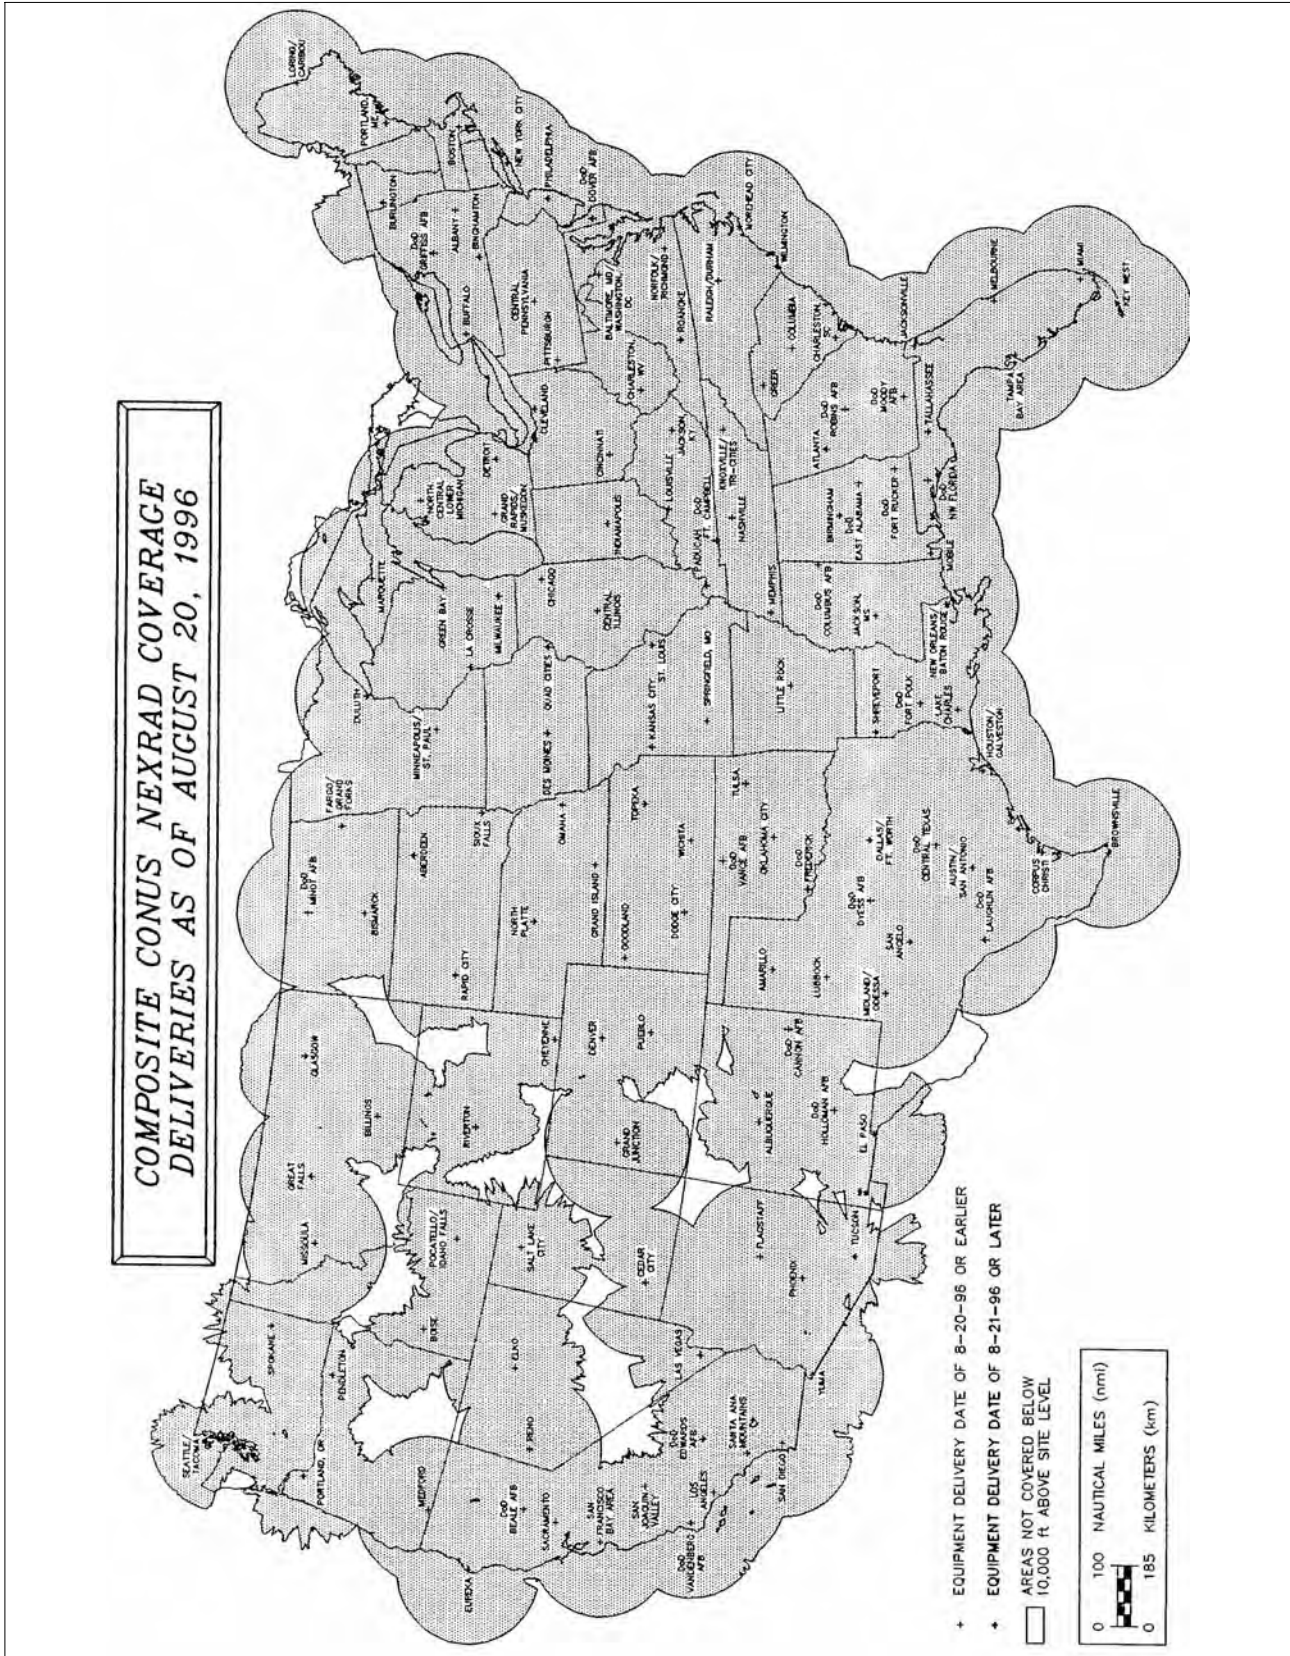 COMPOSITE CONUS NEXRAD COVERAGE
DELIVERIES AS OF AUGUST 20, 1996
SEATTLE/
TACOMA
SPOKANE
PORTLAND, OR
PENDLETON
MEDFORD
EUREKA
BOISE
POCATELLO/
IDAHO FALLS
MISSOULA
GREAT
FALLS
BILLINGS
GLASGOW
RIVERTON
CHEYENNE
SALT LAKE
CITY
CEDAR
CITY
ELKO
RENO
DoD
BEALE AFB
SACRAMENTO
SAN
FRANCISCO
BAY AREA
SAN
JOAQUIN
VALLEY
DoD
VANDENBERG
AFB
LOS
ANGELES
DoD
EDWARDS
AFB
SANTA ANA
MOUNTAINS
SAN DIEGO
LAS VEGAS
YUMA
PHOENIX
FLAGSTAFF
TUCSON
GRAND
JUNCTION
DENVER
PUEBLO
ALBUQUERQUE
DoD
CANNON AFB
DoD
HOLLOMAN AFB
EL PASO
DoD
MINOT AFB
BISMARCK
FARGO/
GRAND
FORKS
ABERDEEN
RAPID CITY
SIOUX
FALLS
NORTH
PLATTE
GRAND ISLAND
OMAHA
GOODLAND
DODGE CITY
WICHITA
TOPEKA
DoD
VANCE AFB
OKLAHOMA CITY
TULSA
DoD
FREDERICK
AMARILLO
LUBBOCK
MIDLAND/
ODESSA
SAN
ANGELO
DoD
DYESS AFB
DALLAS/
FT. WORTH
DoD
CENTRAL TEXAS
AUSTIN/
SAN ANTONIO
DoD
LAUGHLIN AFB
CORPUS
CHRISTI
BROWNSVILLE
HOUSTON/
GALVESTON
DULUTH
MINNEAPOLIS/
ST. PAUL
LA CROSSE
GREEN BAY
MILWAUKEE
MARQUETTE
DES MOINES
QUAD CITIES
CHICAGO
CENTRAL
ILLINOIS
KANSAS CITY
ST. LOUIS
SPRINGFIELD, MO
LITTLE ROCK
SHREVEPORT
DoD
FORT POLK
LAKE
CHARLES
NEW ORLEANS/
BATON ROUGE
JACKSON,
MS
DoD
COLUMBUS AFB
MEMPHIS
NASHVILLE
PADUCAH
DoD
FT. CAMPBELL
LOUISVILLE
JACKSON,
KY
KNOXVILLE/
TRI-CITIES
INDIANAPOLIS
CINCINNATI
CLEVELAND
DETROIT
GRAND
RAPIDS/
MUSKEGON
NORTH
CENTRAL
LOWER
MICHIGAN
BIRMINGHAM
DoD
EAST ALABAMA
DoD
FORT RUCKER
MOBILE
DoD
NW FLORIDA
TALLAHASSEE
ATLANTA
DoD
ROBINS AFB
DoD
MOODY
AFB
JACKSONVILLE
TAMPA
BAY AREA
MELBOURNE
MIAMI
KEY WEST
GREER
COLUMBIA
CHARLESTON,
SC
WILMINGTON
MOREHEAD CITY
RALEIGH/DURHAM
ROANOKE
NORFOLK/
RICHMOND
CHARLESTON,
WV
BALTIMORE, MD/
WASHINGTON,
DC
PITTSBURGH
CENTRAL
PENNSYLVANIA
DoD
DOVER AFB
PHILADELPHIA
NEW YORK CITY
BUFFALO
BINGHAMTON
ALBANY
DoD
GRIFFISS AFB
BURLINGTON
BOSTON
PORTLAND,
ME
LORING/
CARIBOU
+ EQUIPMENT DELIVERY DATE OF 8-20-96 OR EARLIER
+ EQUIPMENT DELIVERY DATE OF 8-21-96 OR LATER
AREAS NOT COVERED BELOW
10,000 ft ABOVE SITE LEVEL
0 100 NAUTICAL MILES (nmi)
0 185 KILOMETERS (km)